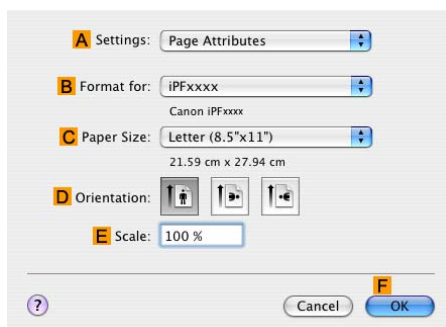 A Settings: Page Attributes
B Format for: iPFxxxx
Canon iPFxxxx
C Paper Size: Letter (8.5"x11")
21.59 cm x 27.94 cm
D Orientation:
E Scale: 100 %
F
? Cancel OK